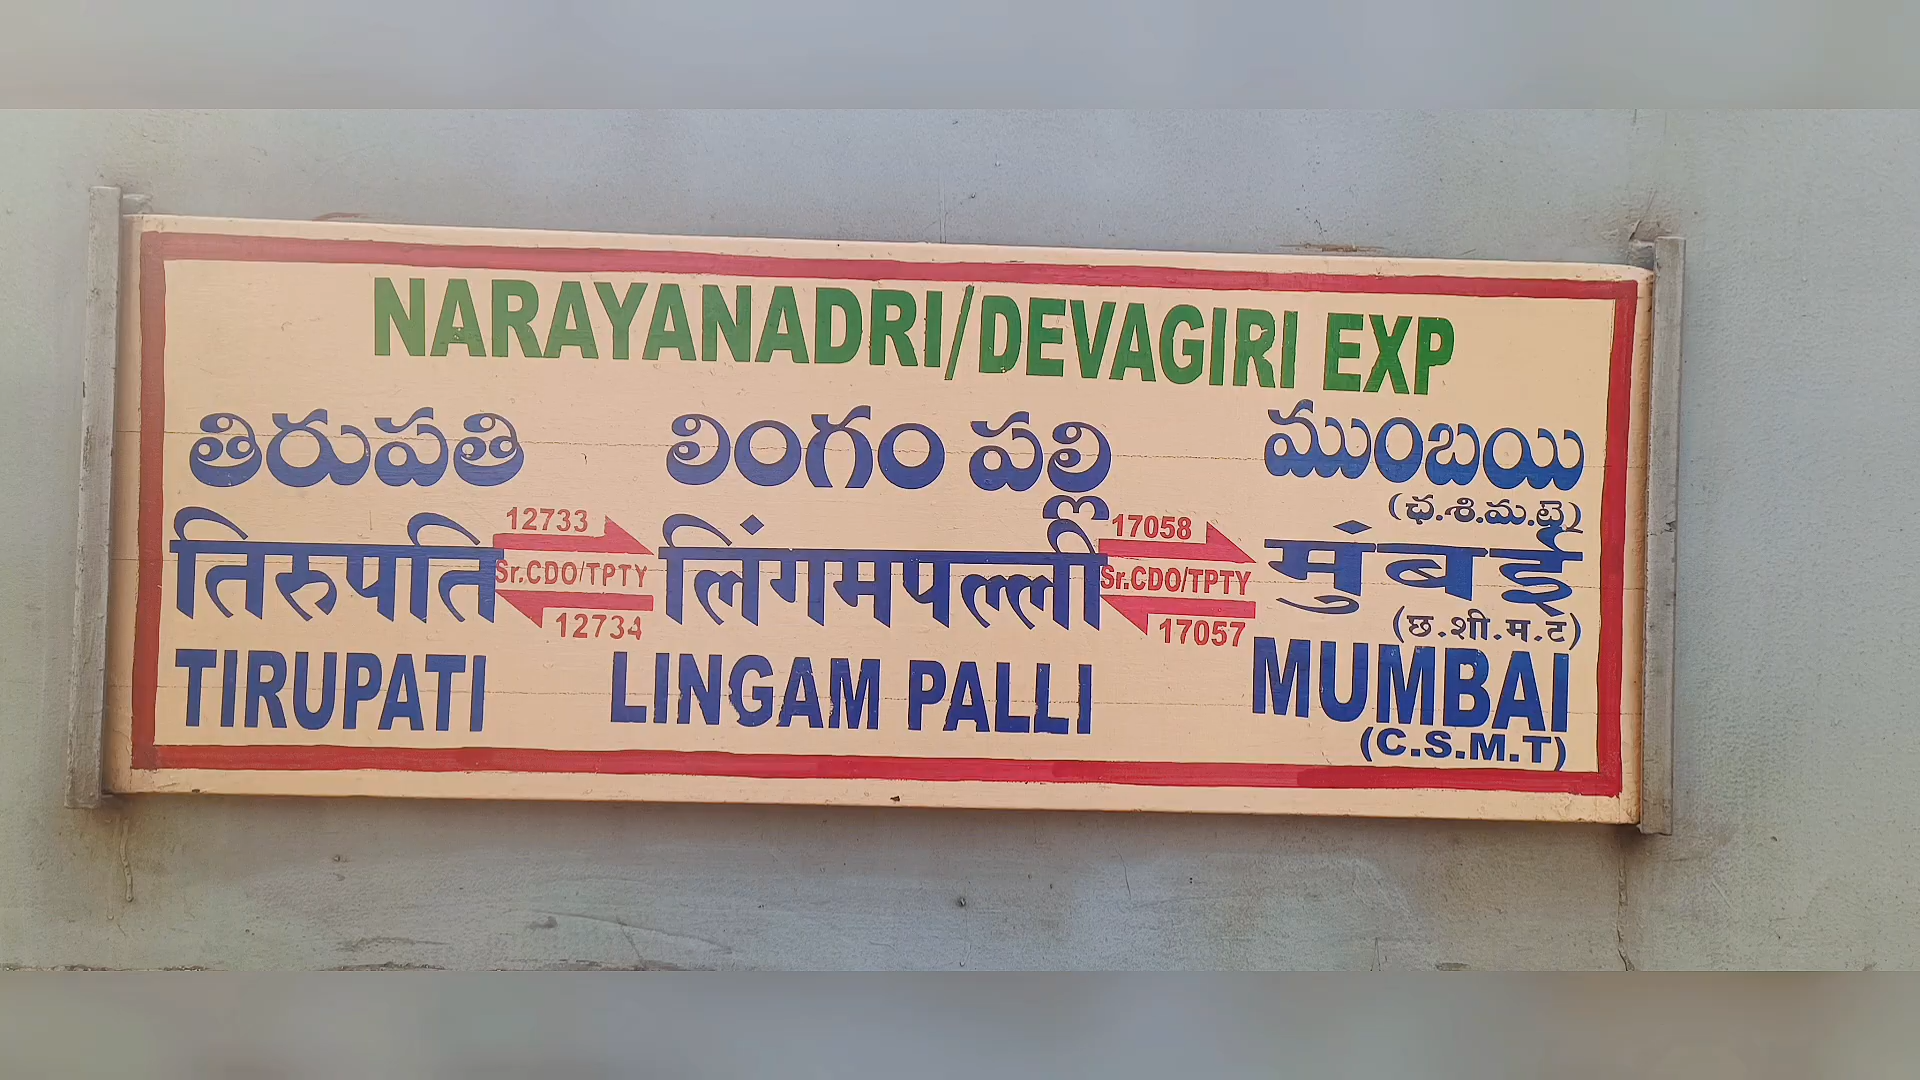 NARAYANADRI/DEVAGIRI EXP
తిరుపతి లింగం పల్లి ముంబయి
(ఛ.శి.మ.టె)
12733 17058
तिरुपति Sr.CDO/TPTY लिंगमपल्ली Sr.CDO/TPTY मुंबई
12734 17057 (छ.शी.म.ट)
TIRUPATI LINGAM PALLI MUMBAI
(C.S.M.T)